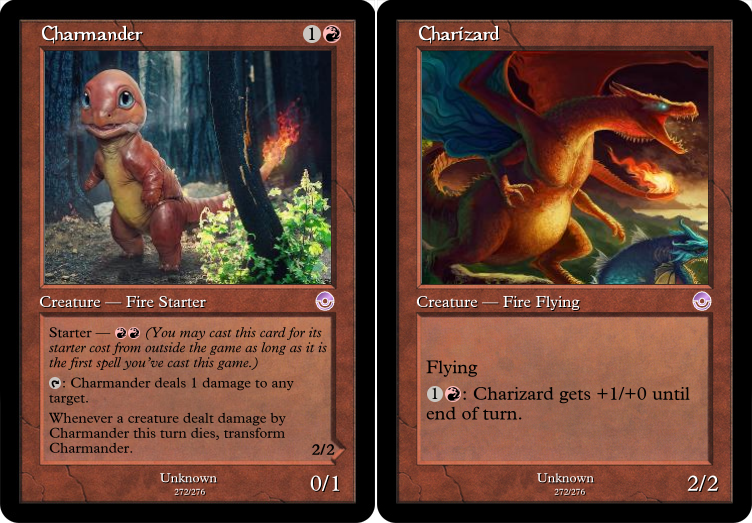 Charmander 1
Creature — Fire Starter
Starter — (You may cast this card for its
starter cost from outside the game as long as it is
the first spell you've cast this game.)
: Charmander deals 1 damage to any
target.
Whenever a creature dealt damage by
Charmander this turn dies, transform
Charmander.
2/2
Unknown
272/276
0/1
Charizard
Creature — Fire Flying
Flying
1 : Charizard gets +1/+0 until
end of turn.
Unknown
272/276
2/2